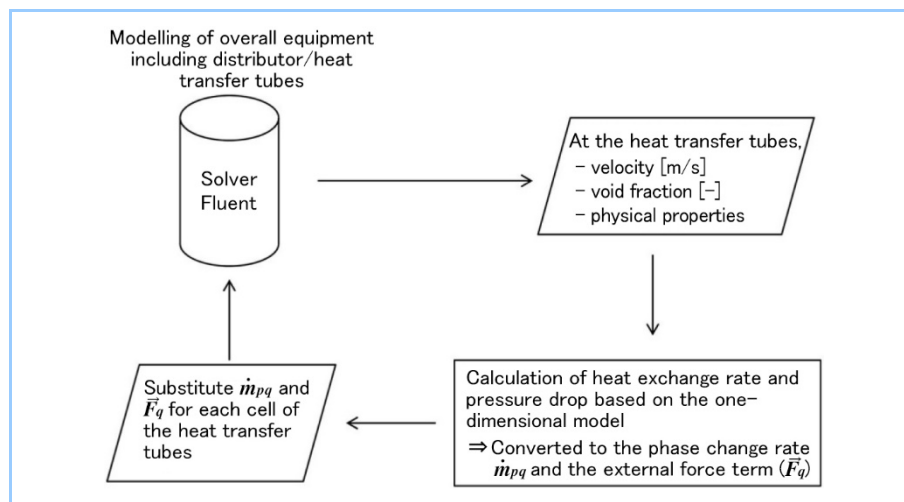 Modelling of overall equipment
including distributor/heat
transfer tubes
Solver
Fluent
At the heat transfer tubes,
- velocity [m/s]
- void fraction [-]
- physical properties
Calculation of heat exchange rate and
pressure drop based on the one-
dimensional model
⇒ Converted to the phase change rate
ṁpq and the external force term (F⃗q)
Substitute ṁpq and
F⃗q for each cell of
the heat transfer
tubes